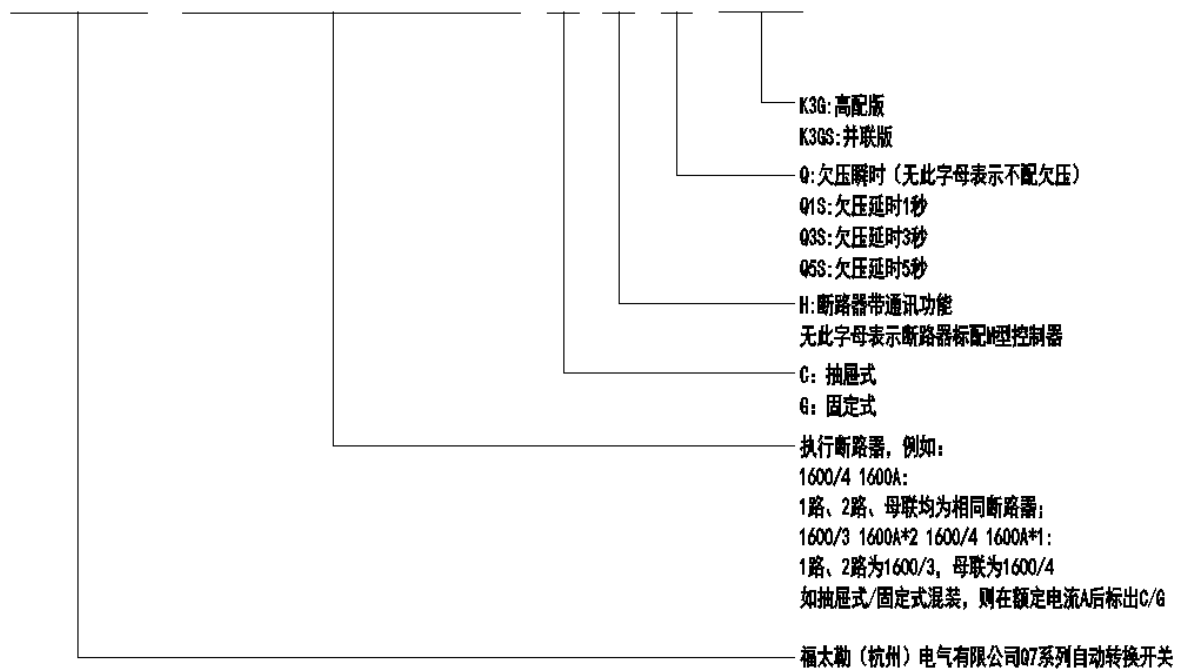 K3G:高配版
K3GS:并联版
Q:欠压瞬时（无此字母表示不配欠压）
Q1S:欠压延时1秒
Q3S:欠压延时3秒
Q5S:欠压延时5秒
H:断路器带通讯功能
无此字母表示断路器标配M型控制器
C: 抽屉式
G: 固定式
执行断路器，例如：
1600/4 1600A:
1路、2路、母联均为相同断路器;
1600/3 1600A*2 1600/4 1600A*1:
1路、2路为1600/3，母联为1600/4
如抽屉式/固定式混装，则在额定电流A后标出C/G
福太勒（杭州）电气有限公司Q7系列自动转换开关